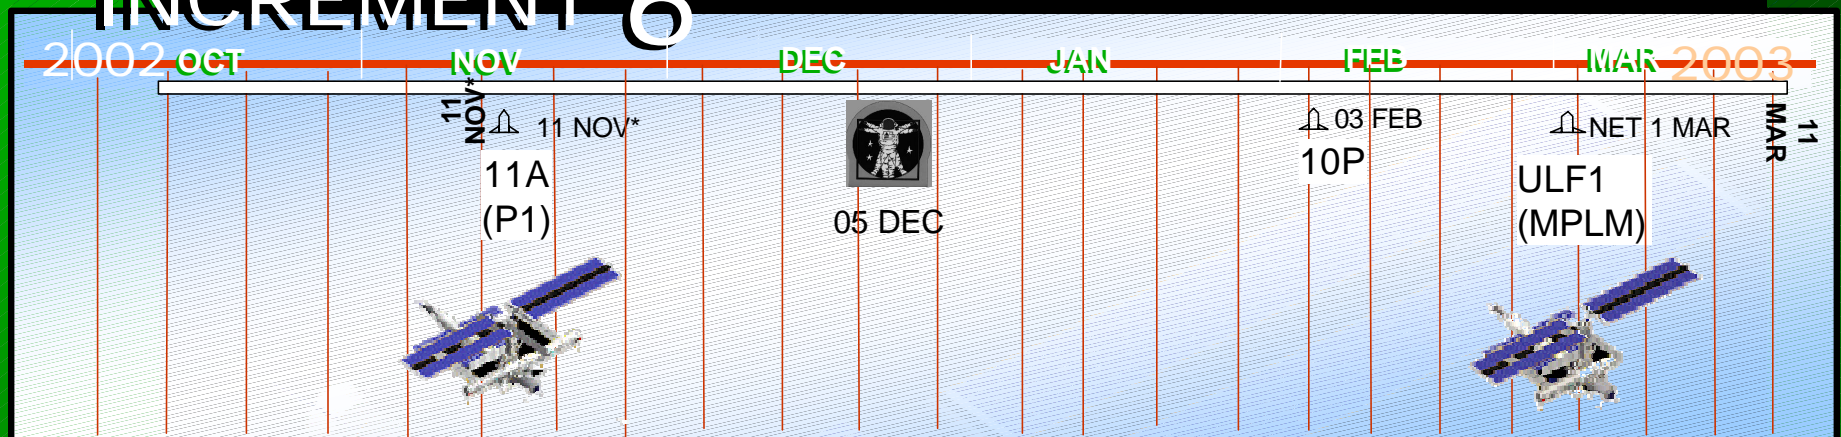 INCREMENT 6
2002 OCT NOV DEC JAN FEB MAR 2003
11 NOV*
11 NOV*
03 FEB
NET 1 MAR
11 MAR
11A
(P1)
05 DEC
10P
ULF1
(MPLM)